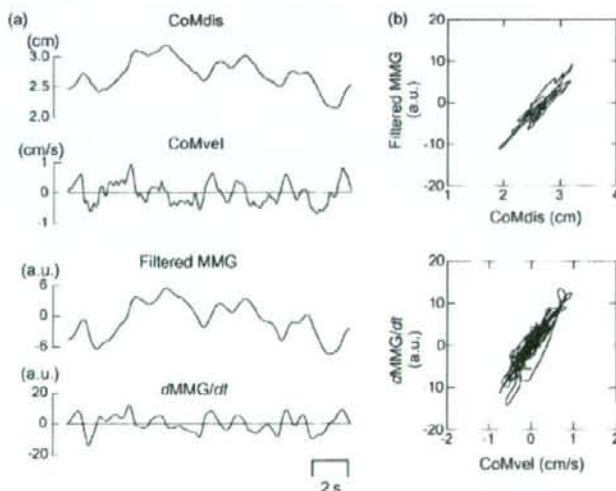 (a)
CoMdis
(cm)
3.0
2.5
2.0
CoMvel
(cm/s)
1
0
-1
Filtered MMG
(a.u.)
6
0
-6
(a.u.)
dMMG/dt
20
0
-20
2 s
(b)
20
10
0
-10
-20
Filtered MMG
(a.u.)
1 2 3 4
CoMdis (cm)
20
10
0
10
-20
dMMG/dt
(a.u.)
-2 -1 0 1 2
CoMvel (cm/s)